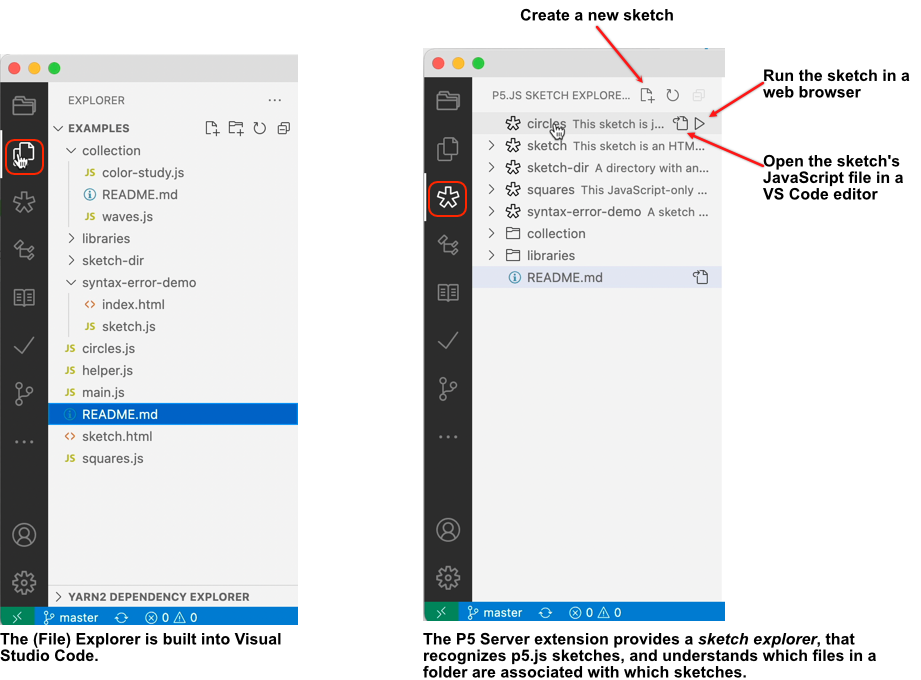 Create a new sketch
EXPLORER
EXAMPLES
collection
JS color-study.js
README.md
JS waves.js
libraries
sketch-dir
syntax-error-demo
<> index.html
JS sketch.js
JS circles.js
JS helper.js
JS main.js
README.md
<> sketch.html
JS squares.js
YARN2 DEPENDENCY EXPLORER
master 0 0
The (File) Explorer is built into Visual
Studio Code.
P5.JS SKETCH EXPLORE...
circles This sketch is j...
sketch This sketch is an HTM...
sketch-dir A directory with an...
squares This JavaScript-only ...
syntax-error-demo A sketch ...
collection
libraries
README.md
master 0 0
Run the sketch in a
web browser
Open the sketch's
JavaScript file in a
VS Code editor
The P5 Server extension provides a sketch explorer, that
recognizes p5.js sketches, and understands which files in a
folder are associated with which sketches.